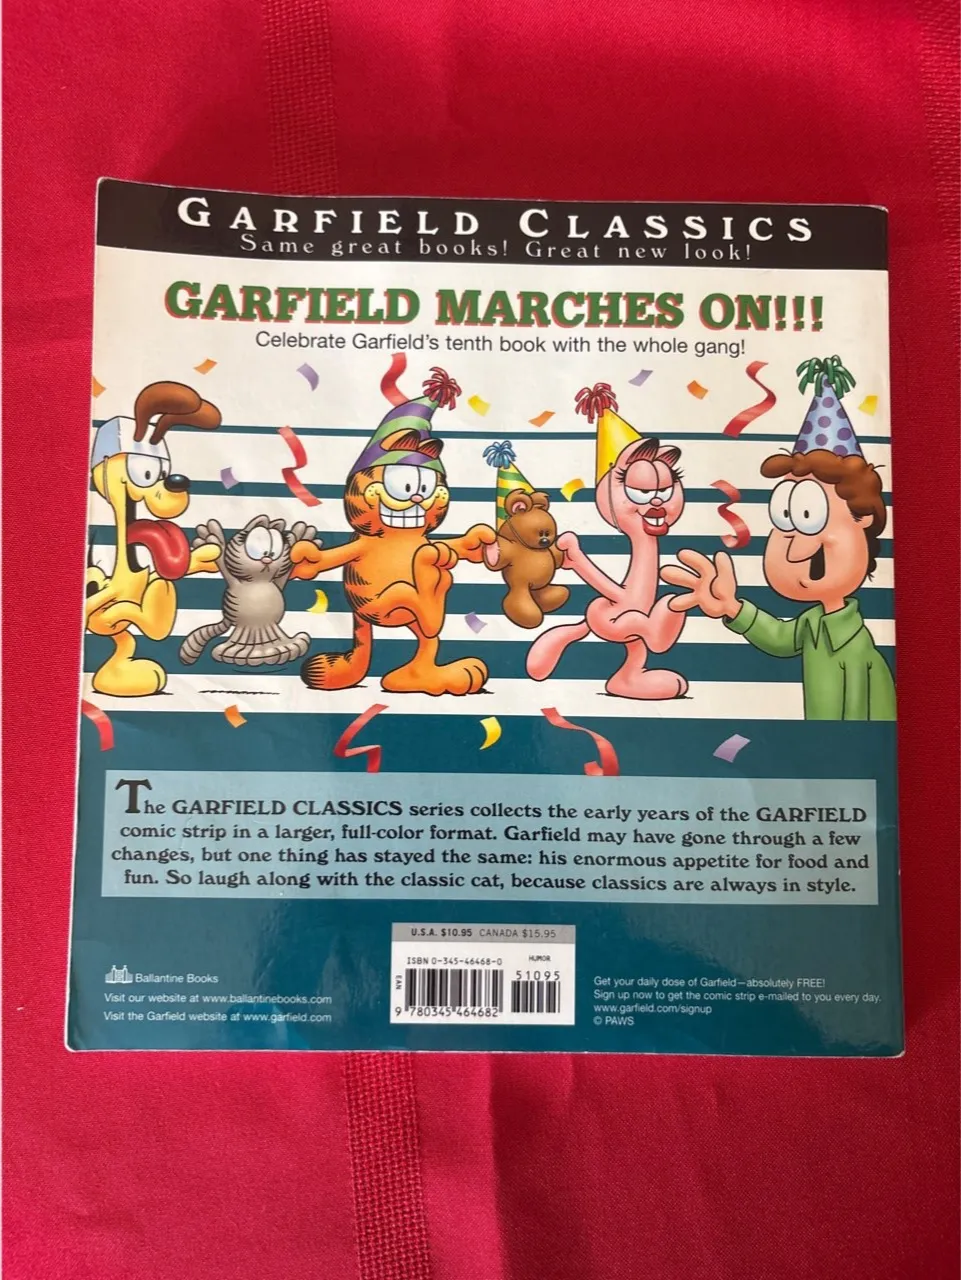 GARFIELD CLASSICS
Same great books! Great new look!
GARFIELD MARCHES ON!!!
Celebrate Garfield's tenth book with the whole gang!
The GARFIELD CLASSICS series collects the early years of the GARFIELD
comic strip in a larger, full-color format. Garfield may have gone through a few
changes, but one thing has stayed the same: his enormous appetite for food and
fun. So laugh along with the classic cat, because classics are always in style.
U.S.A. $10.95 CANADA $15.95
ISBN 0-345-46468-0 HUMOR
51095
EAN
9 780345 464682
Ballantine Books
Visit our website at www.ballantinebooks.com
Visit the Garfield website at www.garfield.com
Get your daily dose of Garfield—absolutely FREE!
Sign up now to get the comic strip e-mailed to you every day.
www.garfield.com/signup
© PAWS